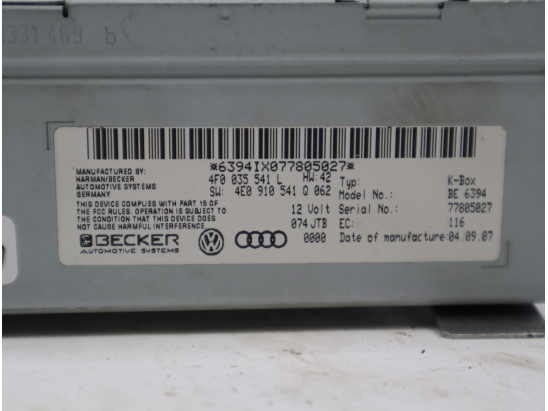 331 469 b
*6394IX077805027*
MANUFACTURED BY:
HARMAN/BECKER
AUTOMOTIVE SYSTEMS
GERMANY
4F0 035 541 L HW:42
SW: 4E0 910 541 Q 062
Typ: K-Box
Model No.: BE 6394
THIS DEVICE COMPLIES WITH PART 15 OF
THE FCC RULES. OPERATION IS SUBJECT TO
THE CONDITION THAT THIS DEVICE DOES
NOT CAUSE HARMFUL INTERFERENCE
12 Volt Serial No.: 77805027
074 JTB EC: 116
0000 Date of manufacture:04.09.07
BECKER
AUTOMOTIVE SYSTEMS